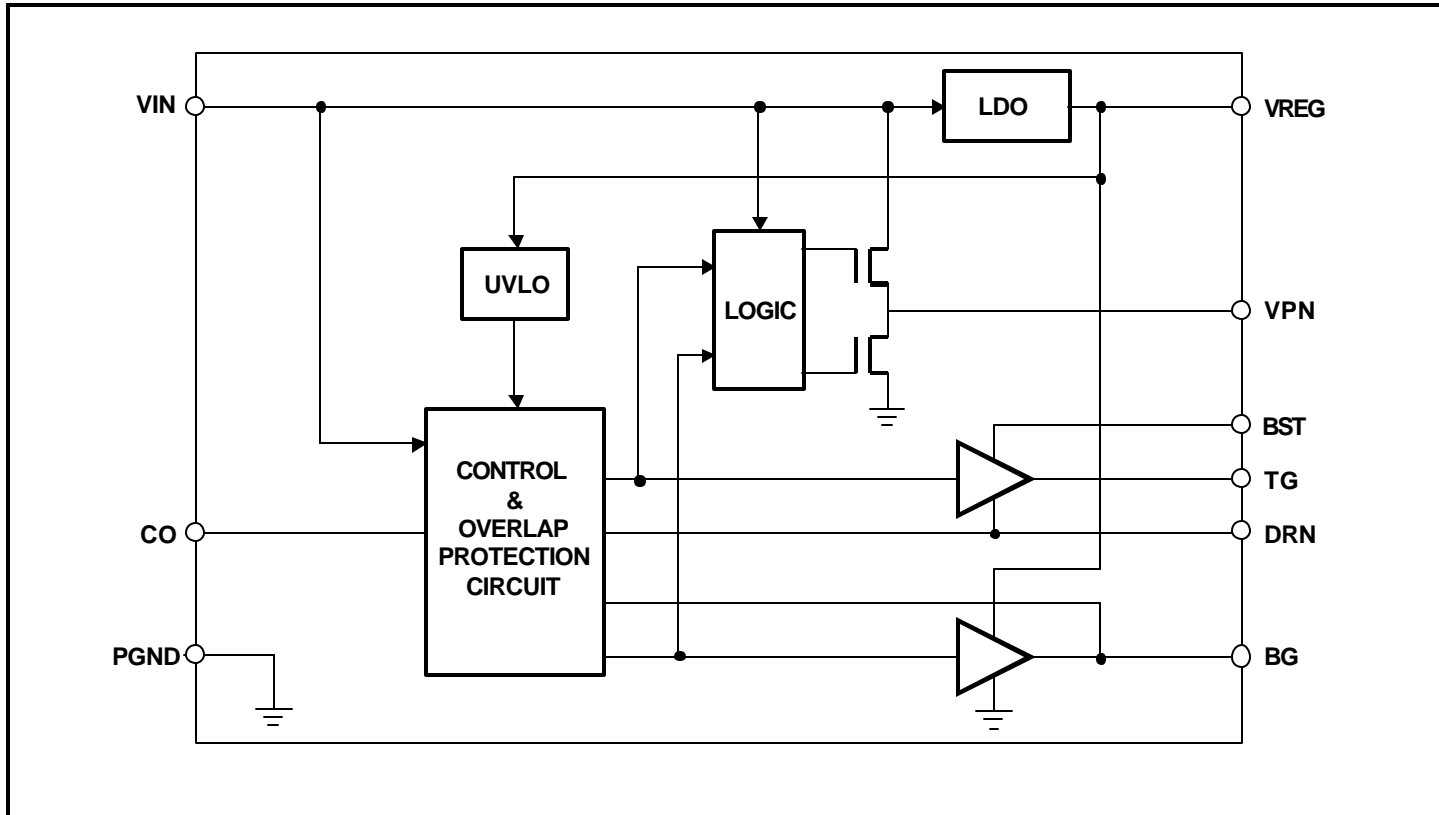 VIN
LDO
VREG
UVLO
LOGIC
VPN
BST
CONTROL
&
OVERLAP
PROTECTION
CIRCUIT
TG
CO
DRN
PGND
BG